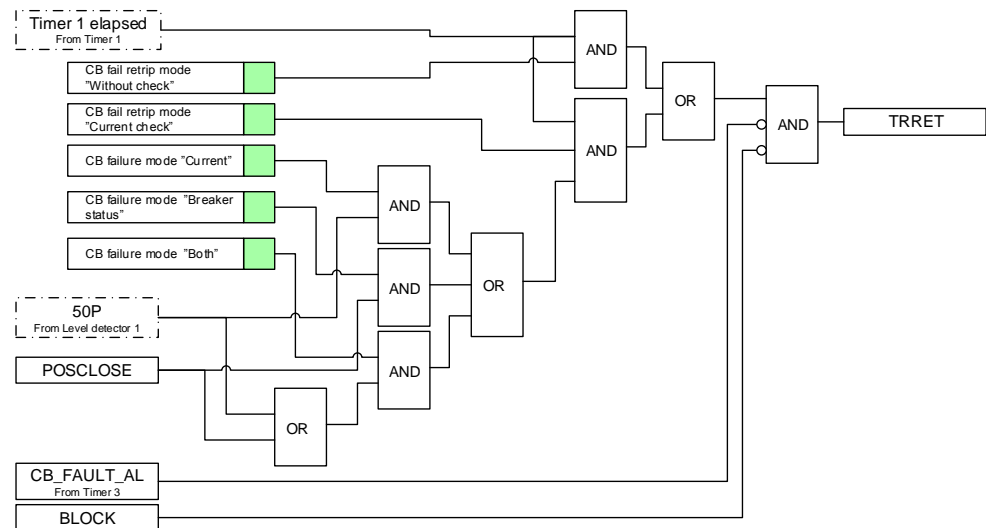 Timer 1 elapsed
From Timer 1
CB fail retrip mode
”Without check”
CB fail retrip mode
”Current check”
CB failure mode ”Current”
CB failure mode ”Breaker
status”
CB failure mode ”Both”
50P
From Level detector 1
POSCLOSE
CB_FAULT_AL
From Timer 3
BLOCK
AND
AND
AND
AND
AND
OR
OR
OR
AND
TRRET